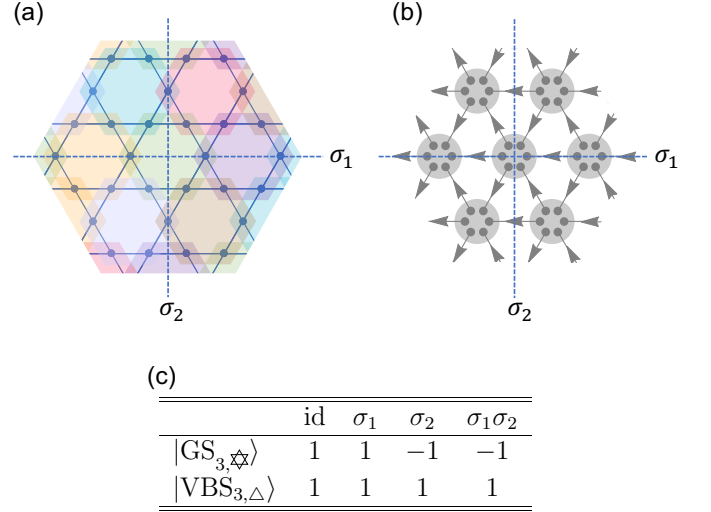 (a)
(b)
σ₁
σ₁
σ₂
σ₂
(c)
id σ₁ σ₂ σ₁σ₂
|GS₃,✡⟩ 1 1 −1 −1
|VBS₃,△⟩ 1 1 1 1